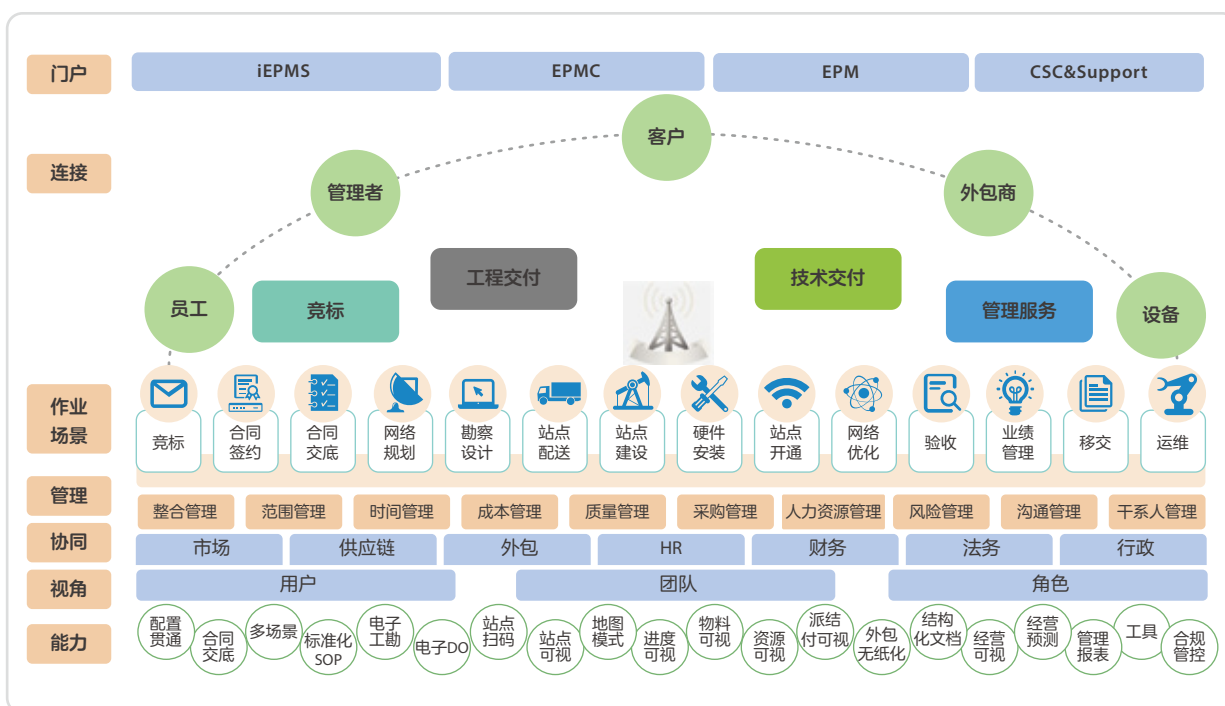 门户
iEPMS
EPMC
EPM
CSC&Support
连接
客户
管理者
外包商
员工
设备
竞标
工程交付
技术交付
管理服务
作业
场景
竞标
合同
签约
合同
交底
网络
规划
勘察
设计
站点
配送
站点
建设
硬件
安装
站点
开通
网络
优化
验收
业绩
管理
移交
运维
管理
整合管理
范围管理
时间管理
成本管理
质量管理
采购管理
人力资源管理
风险管理
沟通管理
干系人管理
协同
市场
供应链
外包
HR
财务
法务
行政
视角
用户
团队
角色
能力
配置
贯通
合同
交底
多场景
标准化
SOP
电子
工勘
电子DO
站点
扫码
站点
可视
地图
模式
进度
可视
物料
可视
资源
可视
派结
付可视
外包
无纸化
结构
化文档
经营
可视
经营
预测
管理
报表
工具
合规
管控